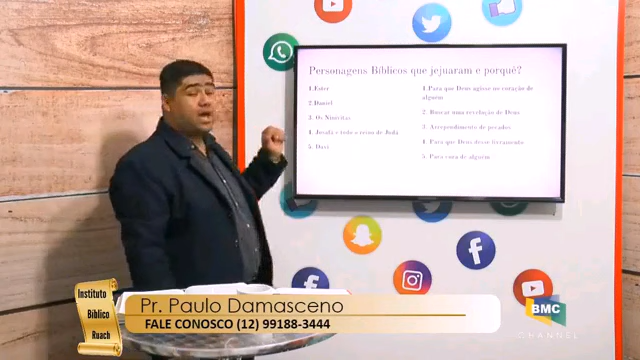 Personagens Bíblicos que jejuaram e porquê?
1. Ester
2. Daniel
3. Os Ninivitas
4. Josafá e todo o reino de Judá
5. Davi
1. Para que Deus agisse no coração de
alguém
2. Buscar uma revelação de Deus
3. Arrependimento de pecados
4. Para que Deus desse livramento
5. Para cura de alguém
Instituto
Bíblico
Ruach
Pr. Paulo Damasceno
FALE CONOSCO (12) 99188-3444
BMC
CHANNEL